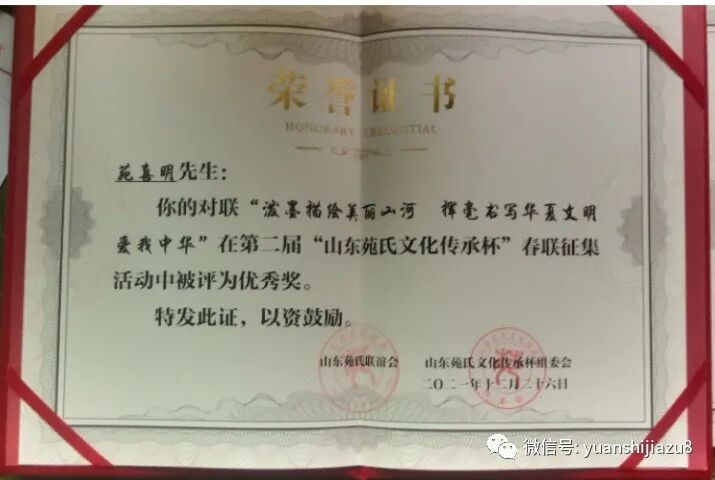 荣誉证书
HONORARY CREDENTIAL
苑喜明先生：
你的对联“泼墨描绘美丽山河 挥毫书写华夏文明
爱我中华”在第二届“山东苑氏文化传承杯”春联征集
活动中被评为优秀奖。
特发此证，以资鼓励。
山东苑氏联谊会 山东苑氏文化传承杯组委会
二〇二一年十二月二十六日
微信号: yuanshijiazu8